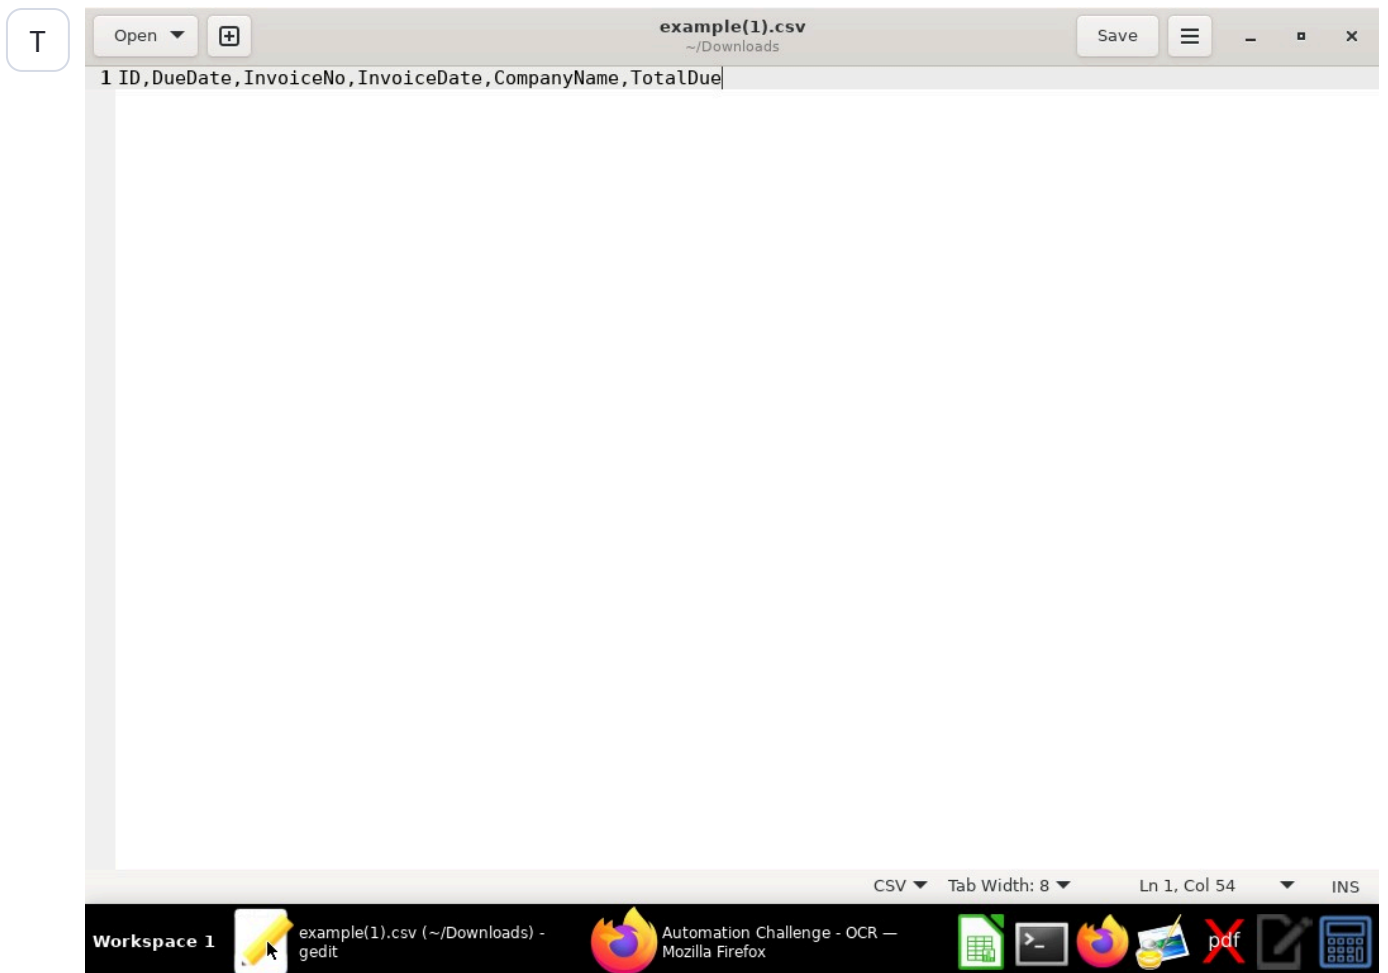 T
Open
example(1).csv
~/Downloads
Save
1 ID,DueDate,InvoiceNo,InvoiceDate,CompanyName,TotalDue
CSV Tab Width: 8 Ln 1, Col 54 INS
Workspace 1
example(1).csv (~/Downloads) -
gedit
Automation Challenge - OCR —
Mozilla Firefox
>_
pdf